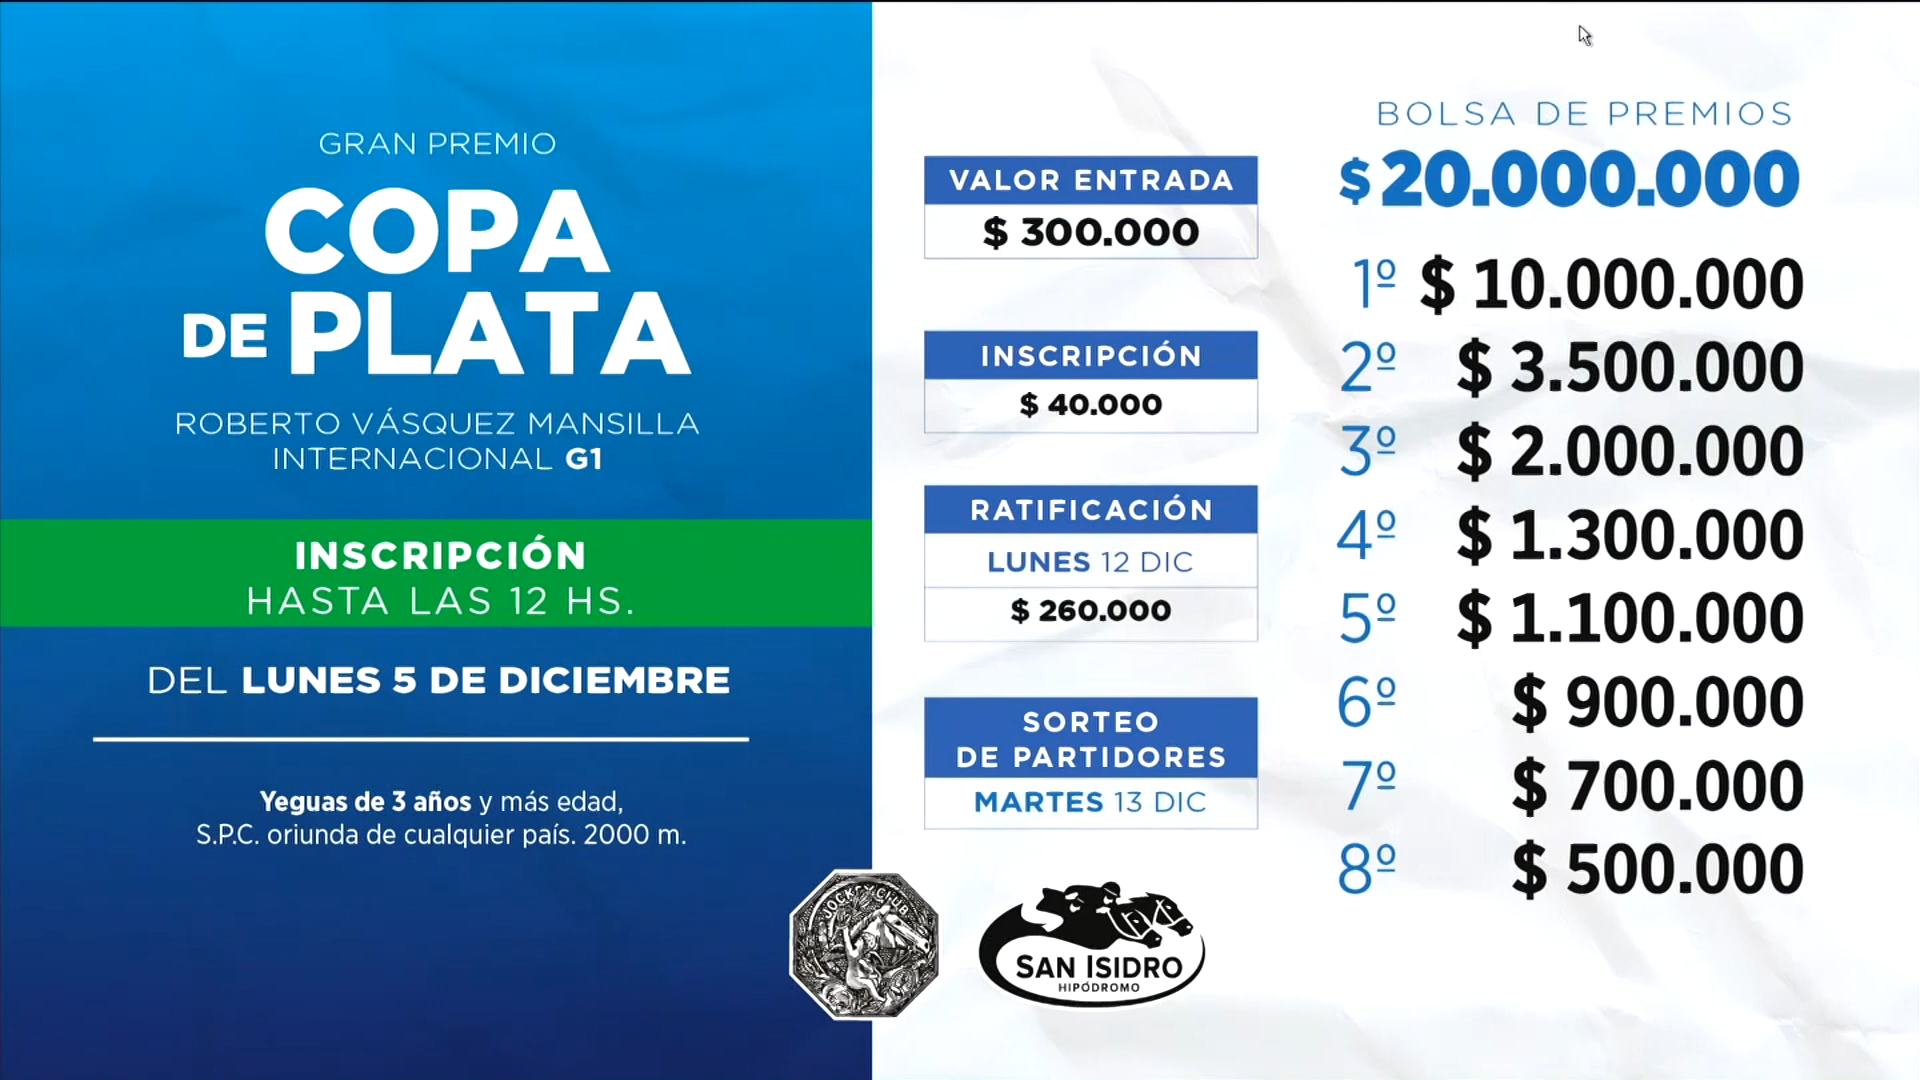 GRAN PREMIO
COPA
DE PLATA
ROBERTO VÁSQUEZ MANSILLA
INTERNACIONAL G1
INSCRIPCIÓN
HASTA LAS 12 HS.
DEL LUNES 5 DE DICIEMBRE
Yeguas de 3 años y más edad,
S.P.C. oriunda de cualquier país. 2000 m.
VALOR ENTRADA
$ 300.000
INSCRIPCIÓN
$ 40.000
RATIFICACIÓN
LUNES 12 DIC
$ 260.000
SORTEO
DE PARTIDORES
MARTES 13 DIC
JOCKEY CLUB
SAN ISIDRO
HIPÓDROMO
BOLSA DE PREMIOS
$ 20.000.000
1º $ 10.000.000
2º $ 3.500.000
3º $ 2.000.000
4º $ 1.300.000
5º $ 1.100.000
6º $ 900.000
7º $ 700.000
8º $ 500.000